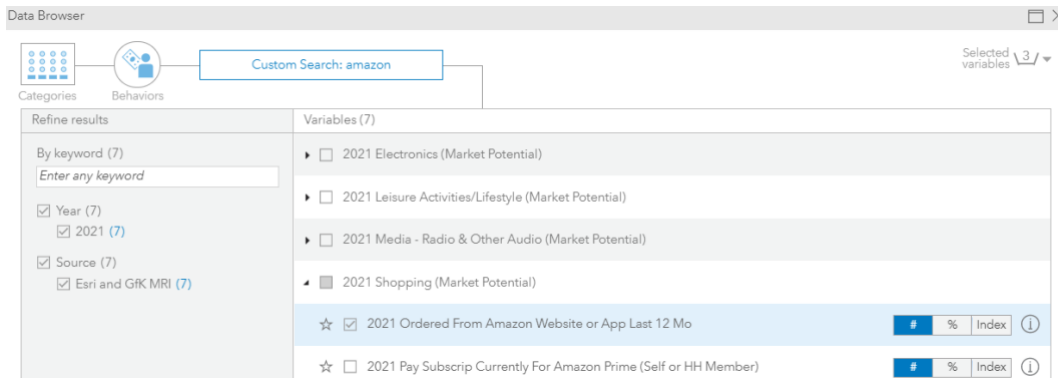 Data Browser
Custom Search: amazon
Selected
variables
3
Categories
Behaviors
Refine results
Variables (7)
By keyword (7)
Enter any keyword
Year (7)
2021 (7)
Source (7)
Esri and GfK MRI (7)
2021 Electronics (Market Potential)
2021 Leisure Activities/Lifestyle (Market Potential)
2021 Media - Radio & Other Audio (Market Potential)
2021 Shopping (Market Potential)
2021 Ordered From Amazon Website or App Last 12 Mo
# % Index i
2021 Pay Subscrip Currently For Amazon Prime (Self or HH Member)
# % Index i